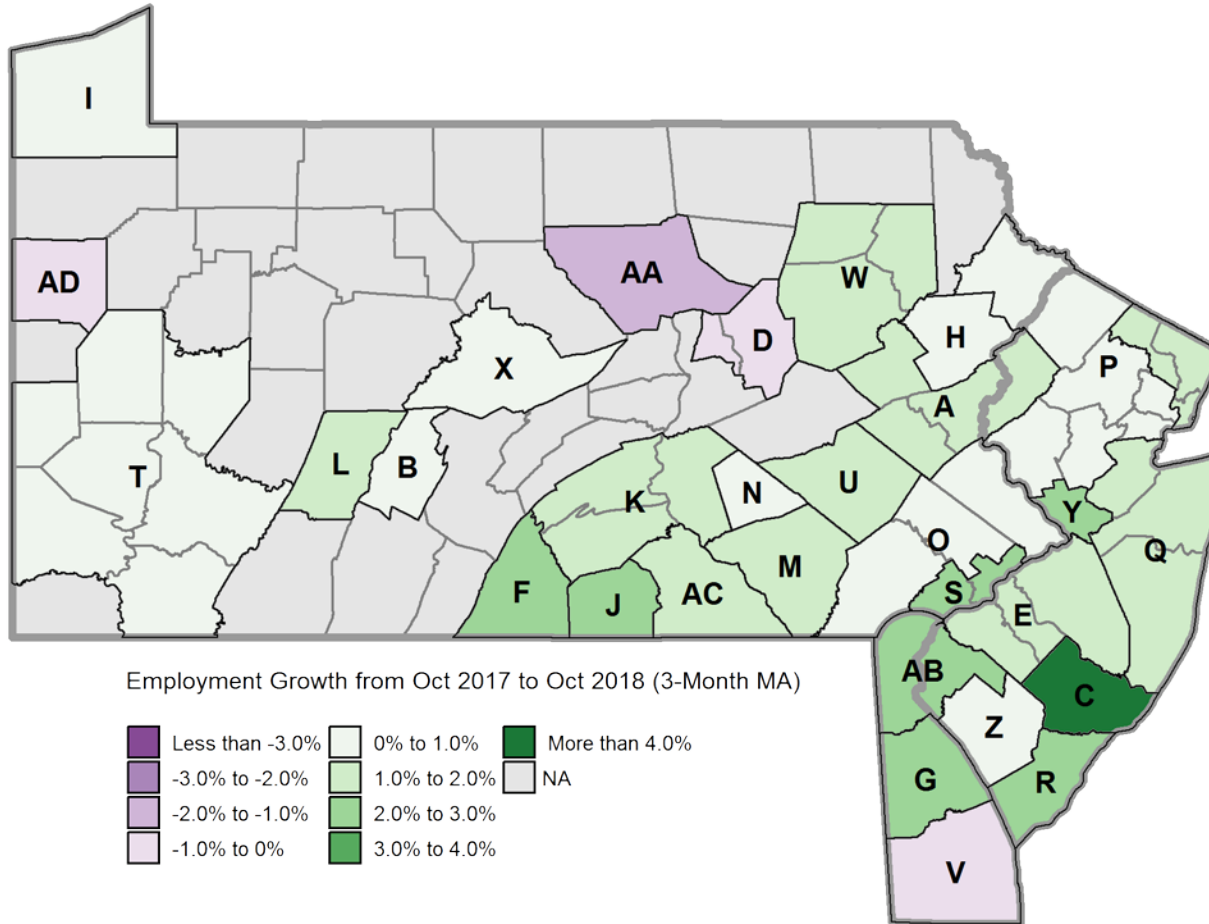 I
AD
AA
W
D
H
X
P
A
L
B
T
K
N
U
Y
O
Q
F
J
AC
M
S
E
AB
C
Z
G
R
V
Employment Growth from Oct 2017 to Oct 2018 (3-Month MA)
Less than -3.0%
0% to 1.0%
More than 4.0%
-3.0% to -2.0%
1.0% to 2.0%
NA
-2.0% to -1.0%
2.0% to 3.0%
-1.0% to 0%
3.0% to 4.0%